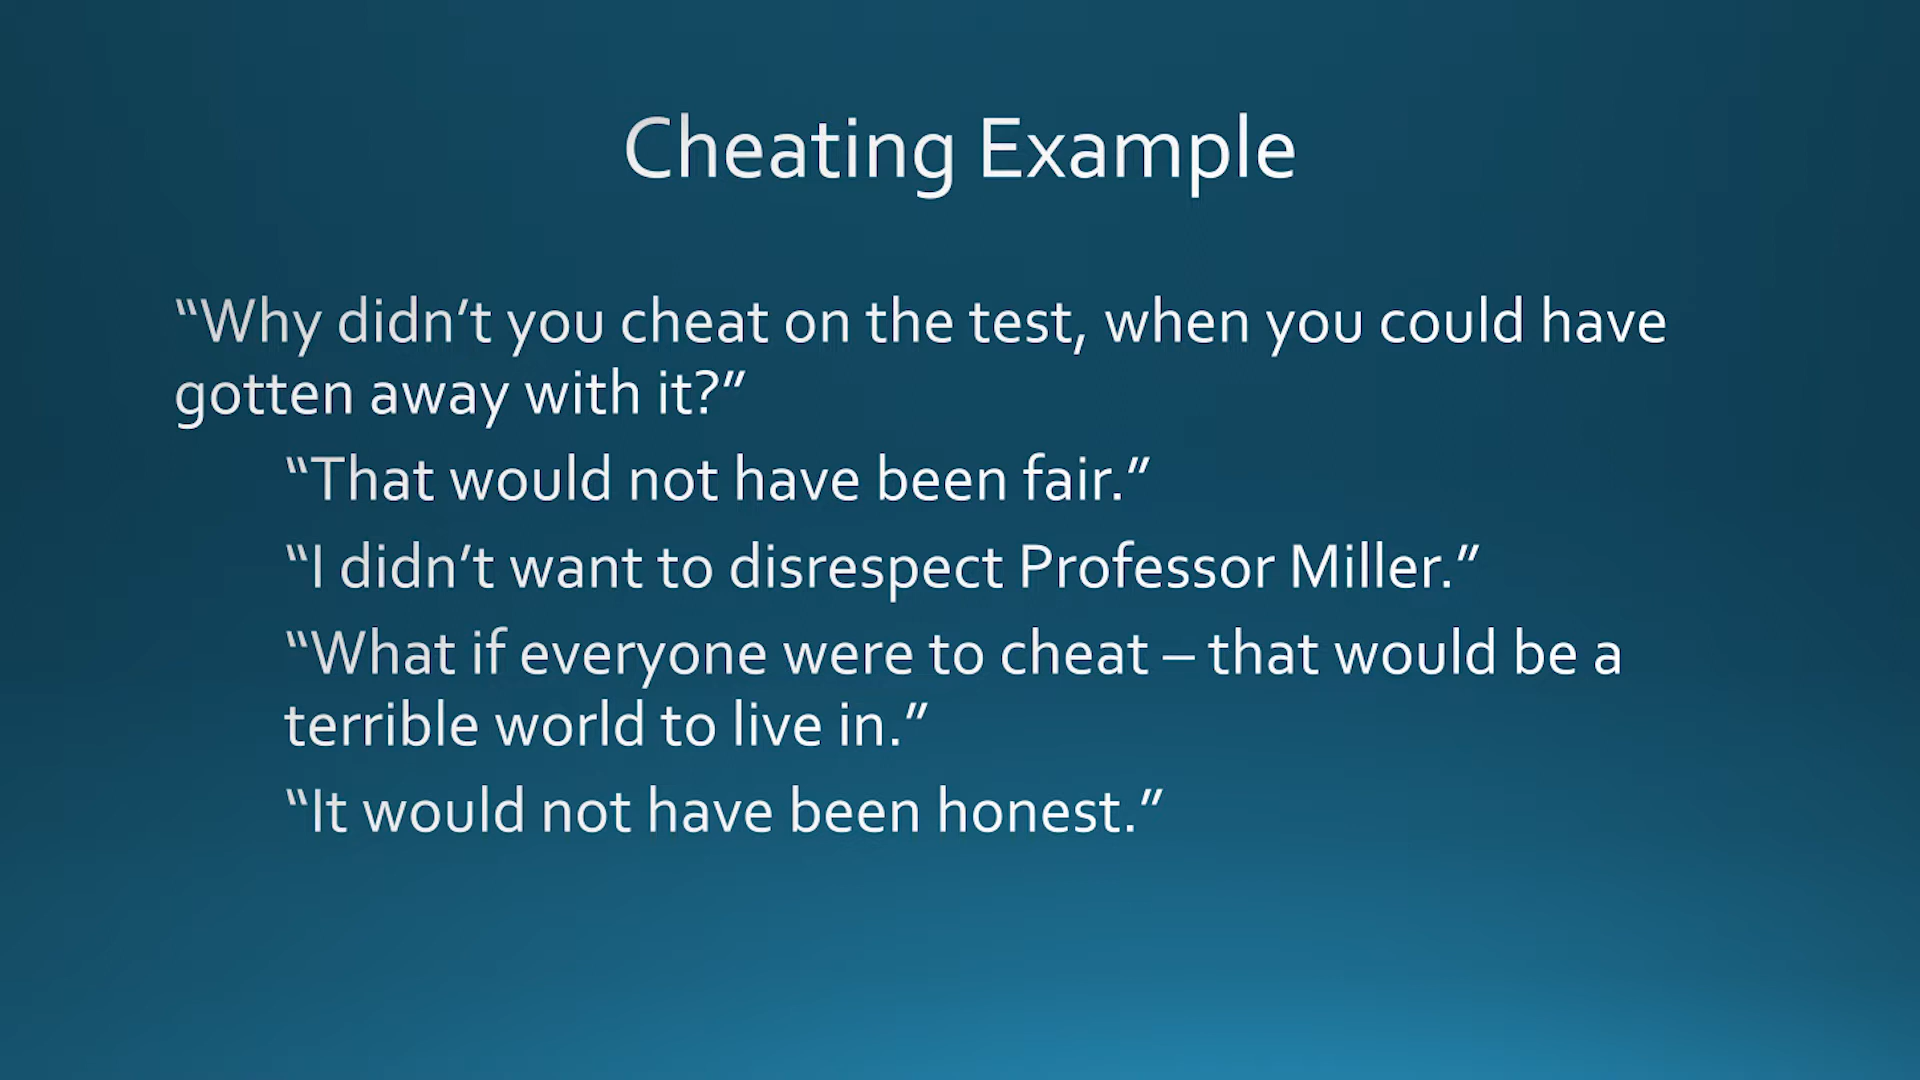 Cheating Example
“Why didn’t you cheat on the test, when you could have
gotten away with it?”
“That would not have been fair.”
“I didn’t want to disrespect Professor Miller.”
“What if everyone were to cheat – that would be a
terrible world to live in.”
“It would not have been honest.”